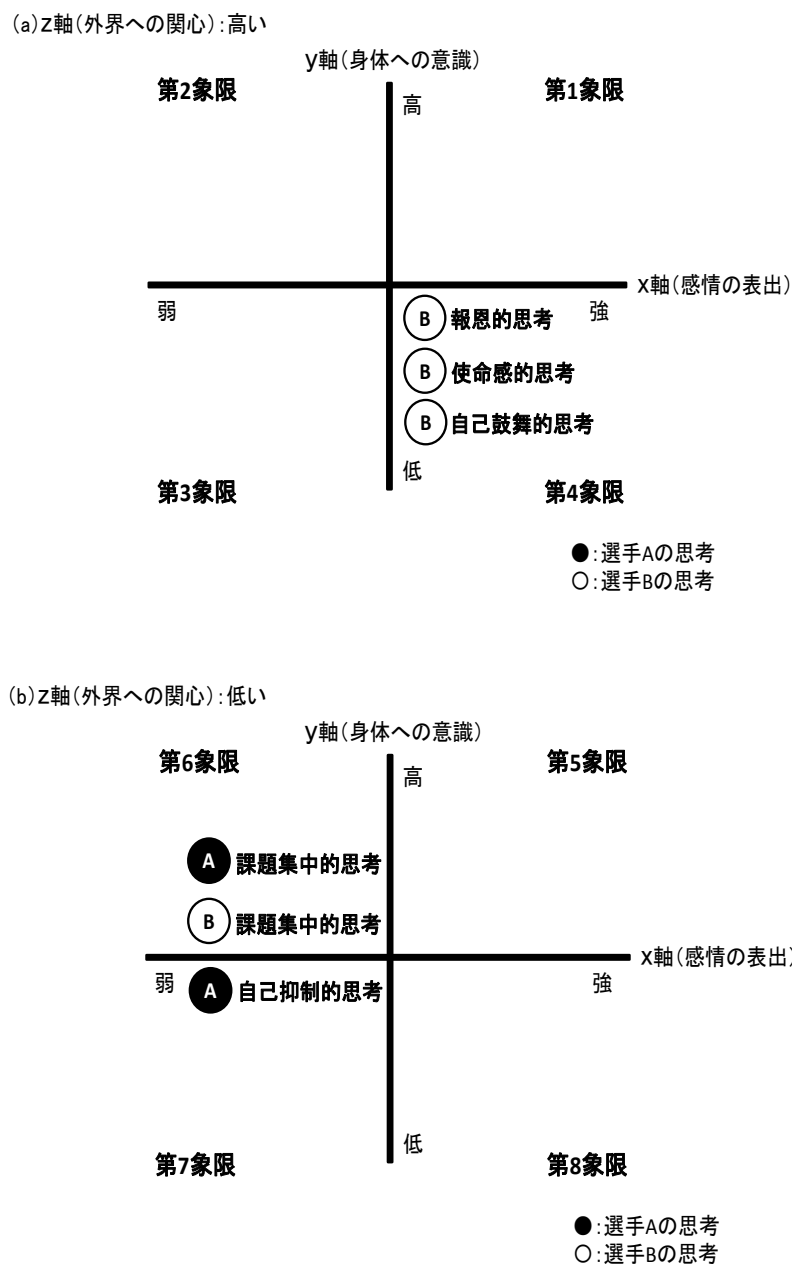 (a)z軸(外界への関心):高い
y軸(身体への意識)
第2象限 第1象限
高
x軸(感情の表出)
弱 強
B 報恩的思考
B 使命感的思考
B 自己鼓舞的思考
低
第3象限 第4象限
●:選手Aの思考
○:選手Bの思考
(b)z軸(外界への関心):低い
y軸(身体への意識)
第6象限 第5象限
高
A 課題集中的思考
B 課題集中的思考
x軸(感情の表出)
弱 強
A 自己抑制的思考
低
第7象限 第8象限
●:選手Aの思考
○:選手Bの思考